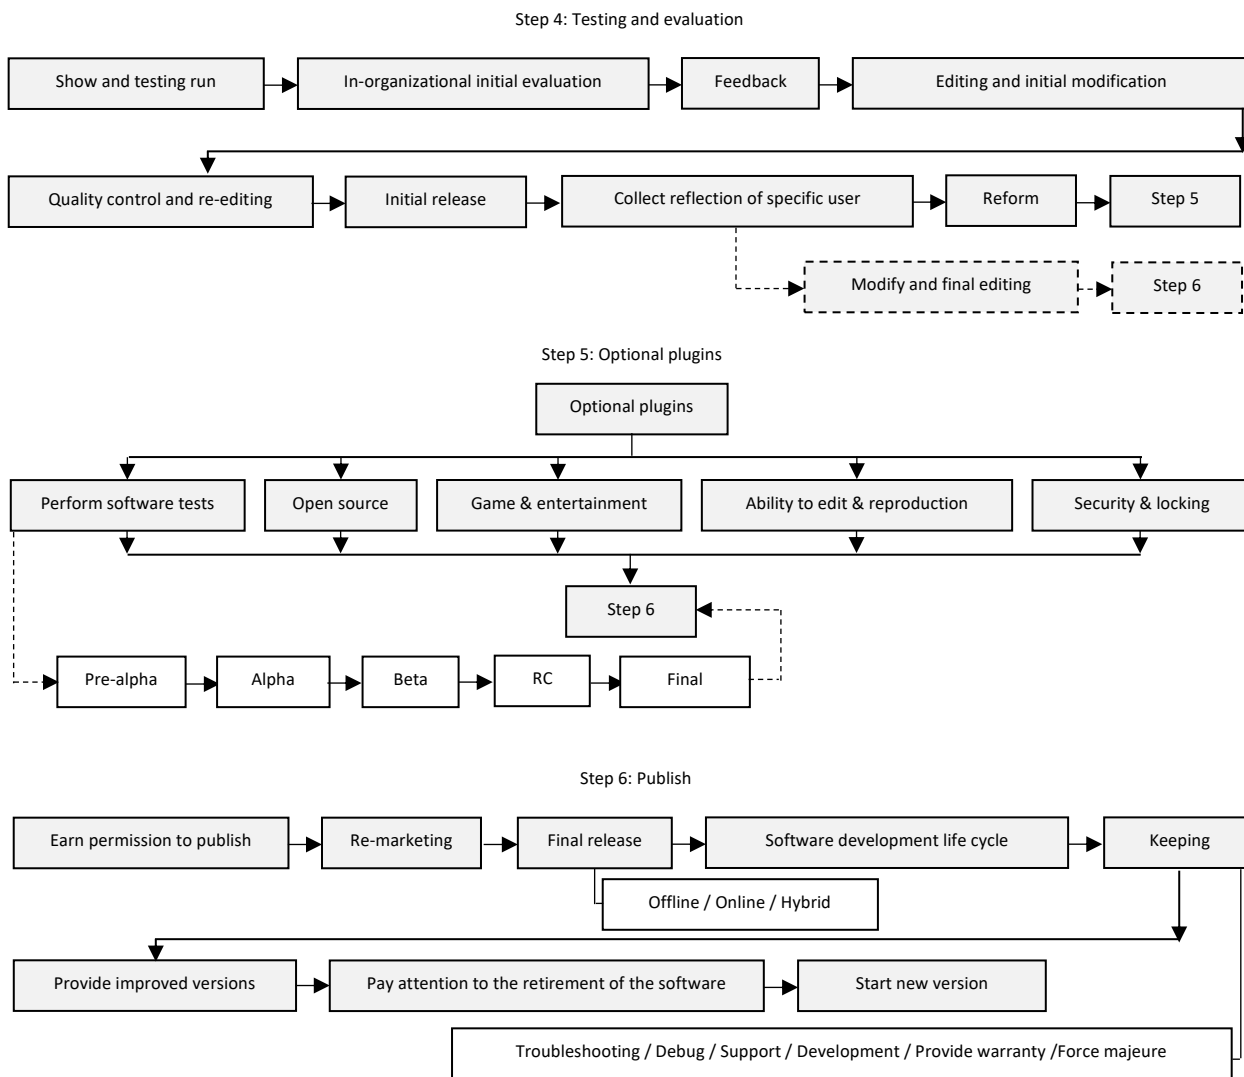 Step 4: Testing and evaluation
Show and testing run
In-organizational initial evaluation
Feedback
Editing and initial modification
Quality control and re-editing
Initial release
Collect reflection of specific user
Reform
Step 5
Modify and final editing
Step 6
Step 5: Optional plugins
Optional plugins
Perform software tests
Open source
Game & entertainment
Ability to edit & reproduction
Security & locking
Step 6
Pre-alpha
Alpha
Beta
RC
Final
Step 6: Publish
Earn permission to publish
Re-marketing
Final release
Software development life cycle
Keeping
Offline / Online / Hybrid
Provide improved versions
Pay attention to the retirement of the software
Start new version
Troubleshooting / Debug / Support / Development / Provide warranty /Force majeure